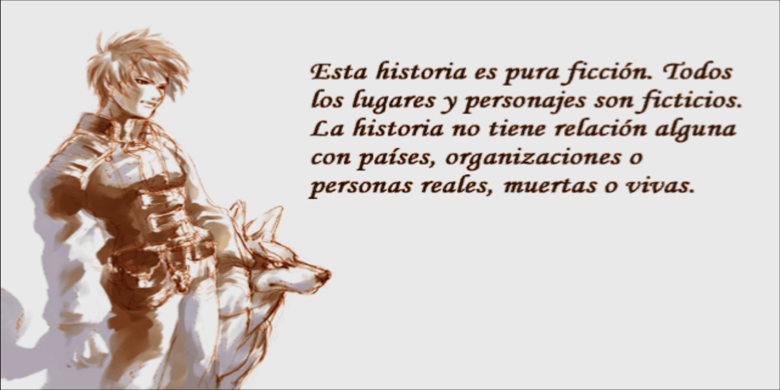 Esta historia es pura ficción. Todos
los lugares y personajes son ficticios.
La historia no tiene relación alguna
con países, organizaciones o
personas reales, muertas o vivas.